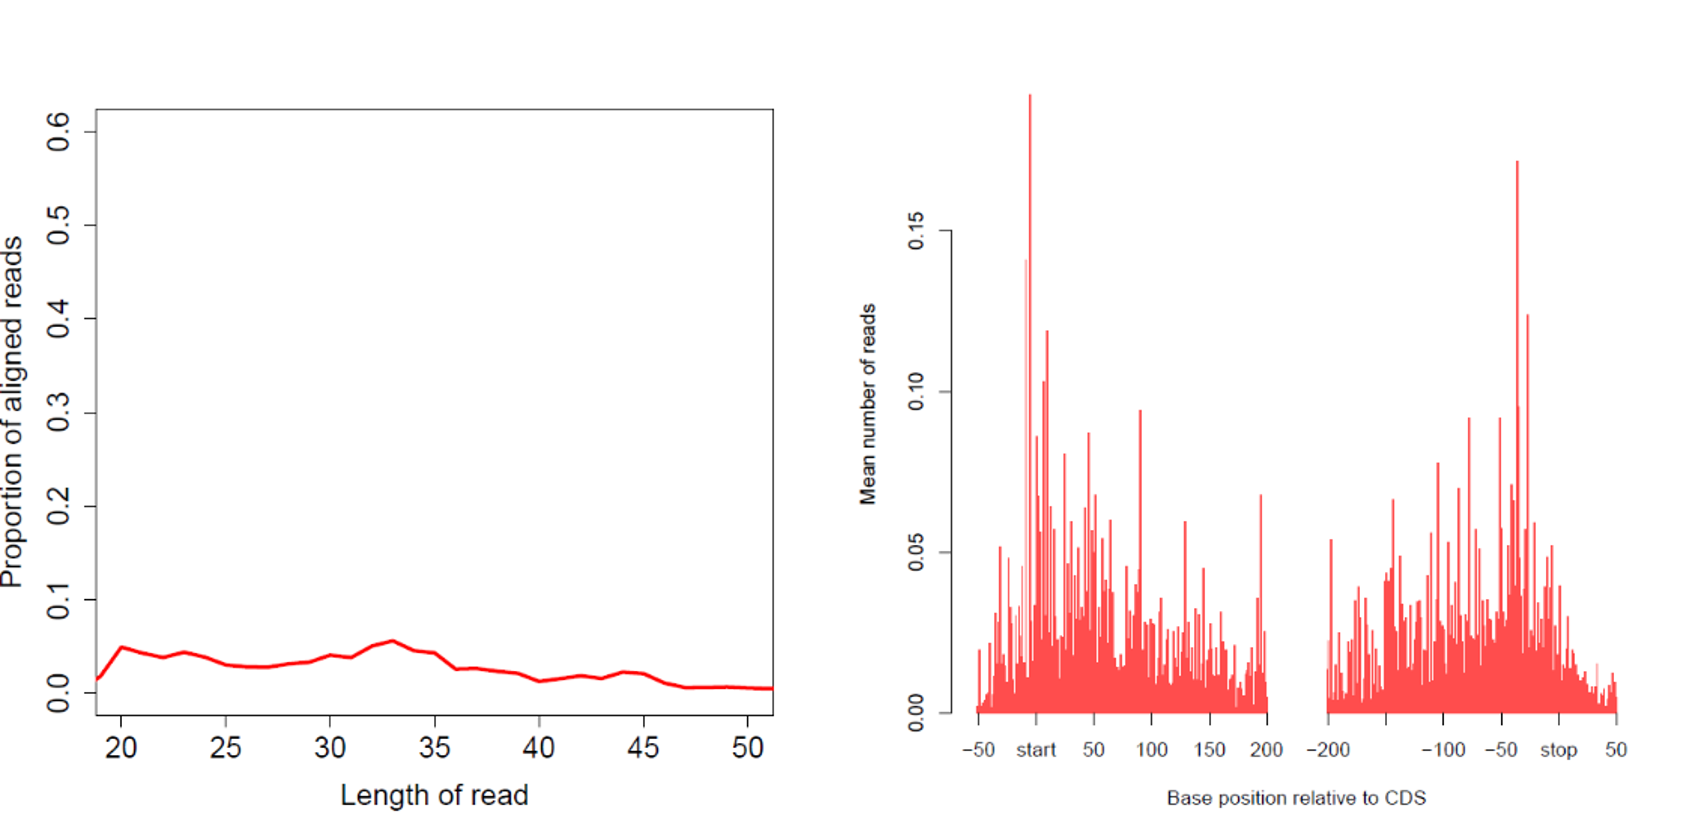 Proportion of aligned reads
0.6
0.5
0.4
0.3
0.2
0.1
0.0
20 25 30 35 40 45 50
Length of read
Mean number of reads
0.15
0.10
0.05
0.00
−50 start 50 100 150 200 −200 −100 −50 stop 50
Base position relative to CDS